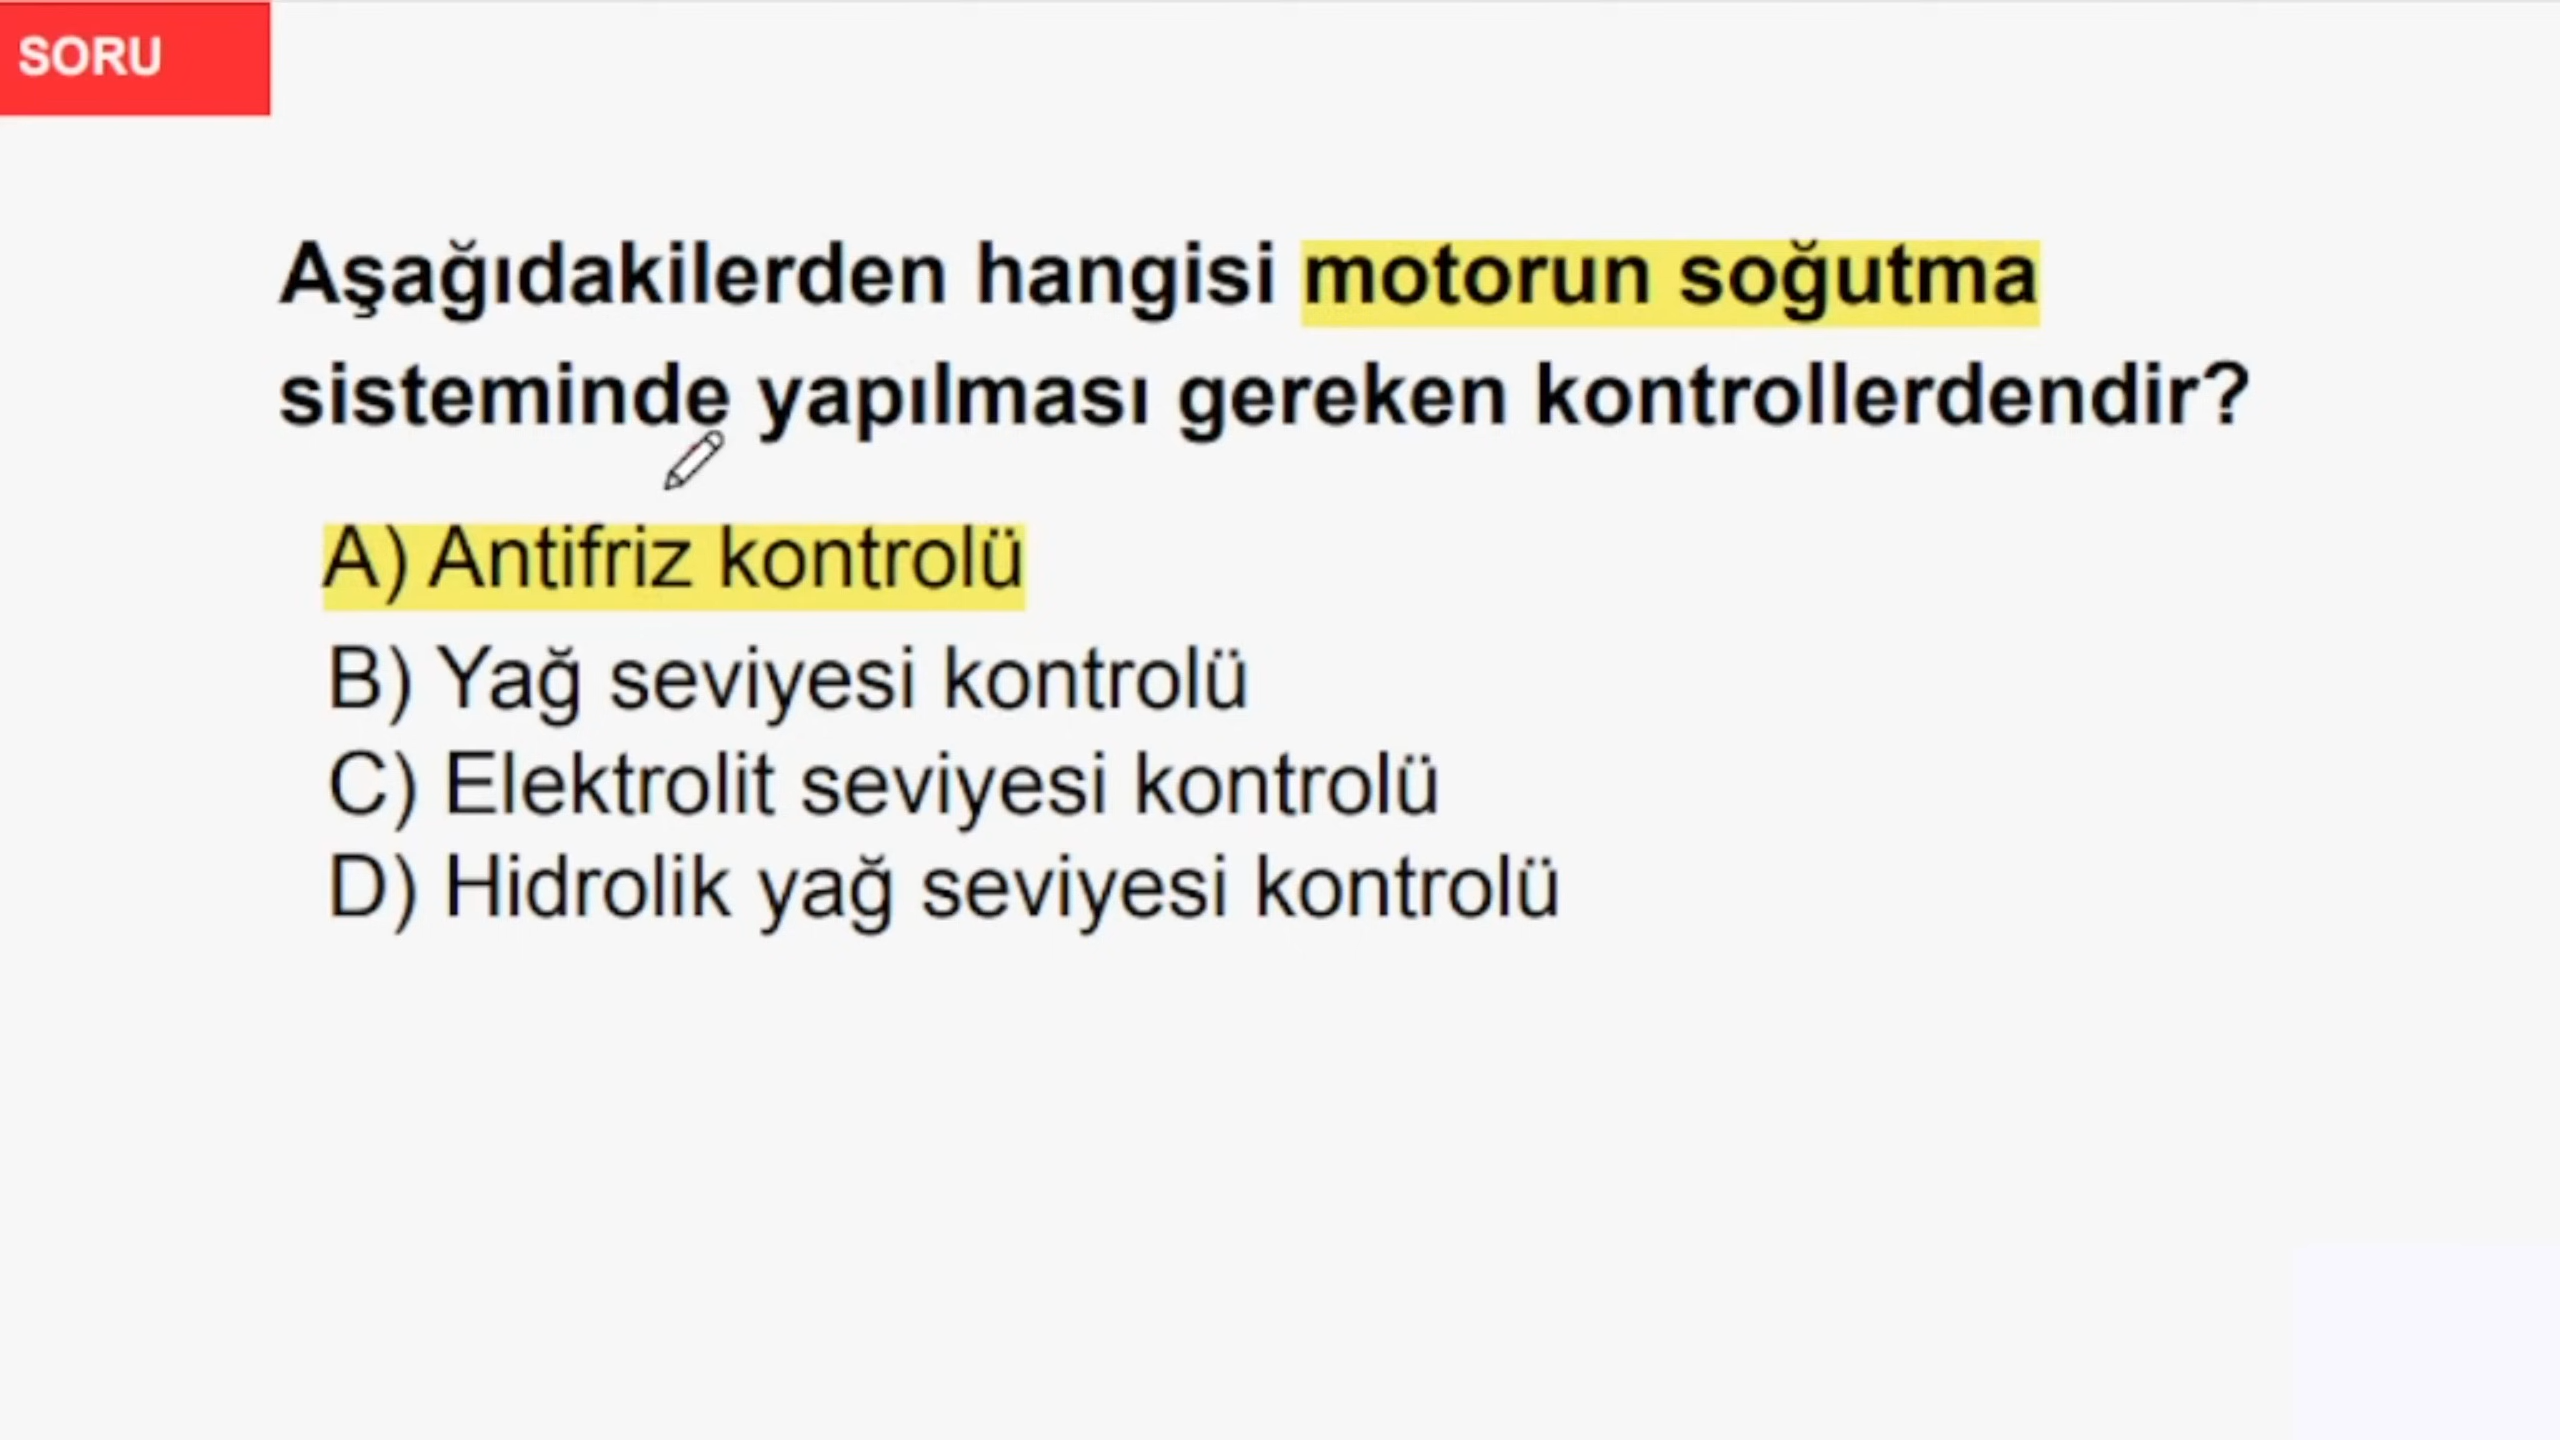 SORU
Aşağıdakilerden hangisi motorun soğutma
sisteminde yapılması gereken kontrollerdendir?
A) Antifriz kontrolü
B) Yağ seviyesi kontrolü
C) Elektrolit seviyesi kontrolü
D) Hidrolik yağ seviyesi kontrolü